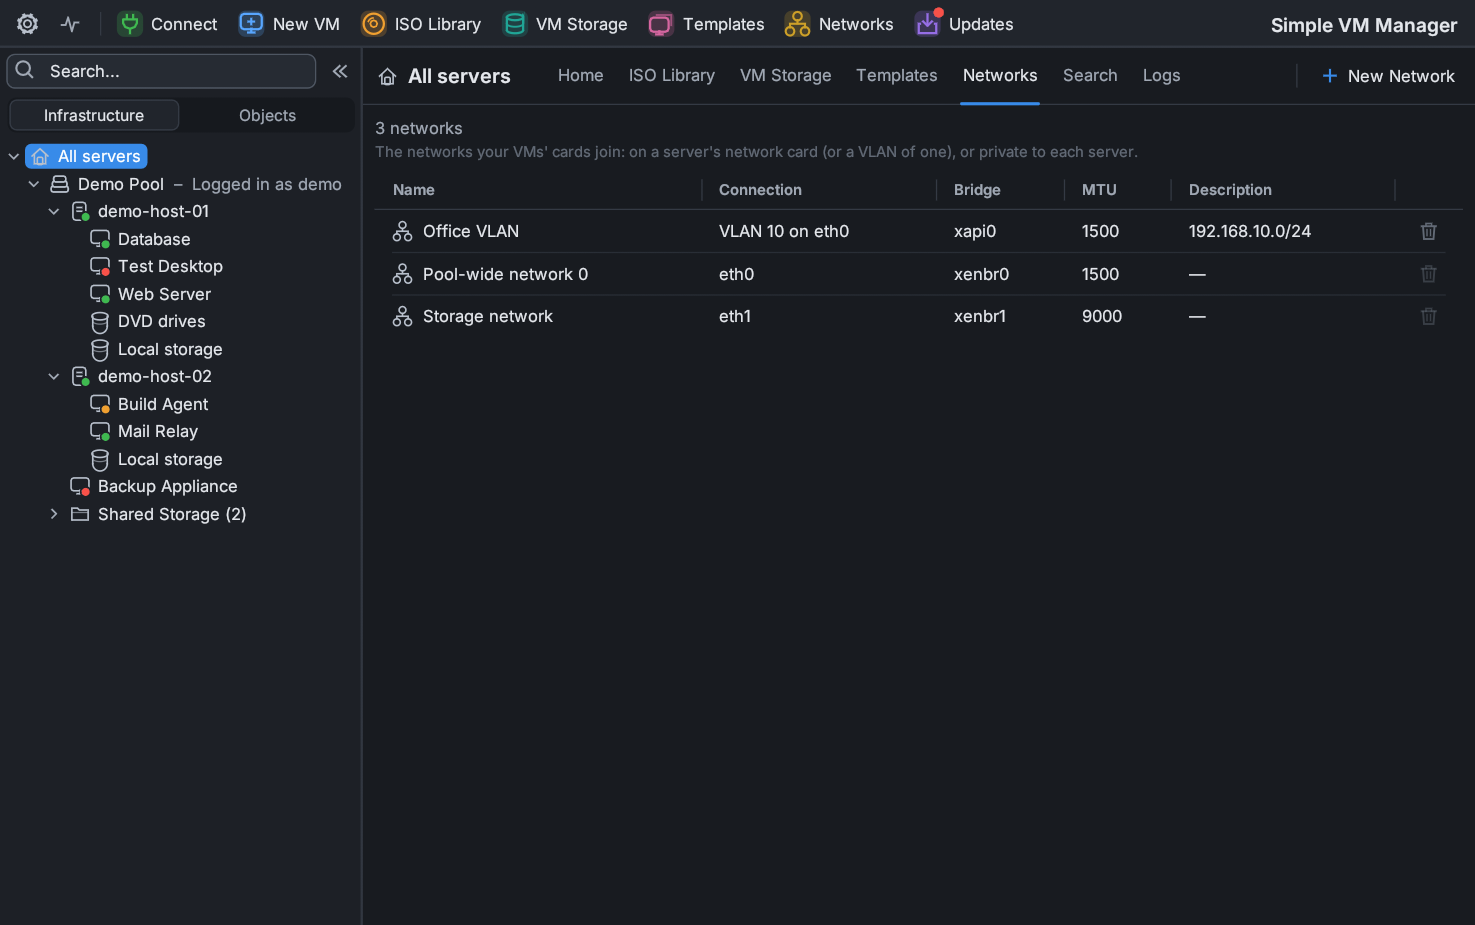 Connect New VM ISO Library VM Storage Templates Networks Updates Simple VM Manager
Search...
All servers Home ISO Library VM Storage Templates Networks Search Logs New Network
Infrastructure Objects
All servers
Demo Pool – Logged in as demo
demo-host-01
Database
Test Desktop
Web Server
DVD drives
Local storage
demo-host-02
Build Agent
Mail Relay
Local storage
Backup Appliance
Shared Storage (2)
3 networks
The networks your VMs' cards join: on a server's network card (or a VLAN of one), or private to each server.
Name Connection Bridge MTU Description
Office VLAN VLAN 10 on eth0 xapi0 1500 192.168.10.0/24
Pool-wide network 0 eth0 xenbr0 1500 —
Storage network eth1 xenbr1 9000 —